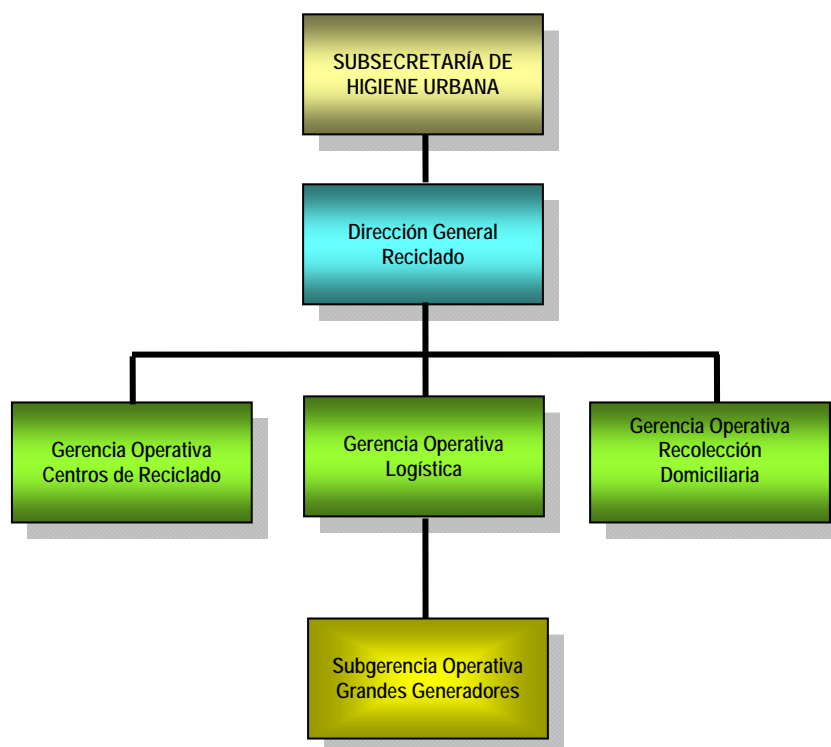 SUBSECRETARÍA DE
HIGIENE URBANA
Dirección General
Reciclado
Gerencia Operativa
Centros de Reciclado
Gerencia Operativa
Logística
Gerencia Operativa
Recolección
Domiciliaria
Subgerencia Operativa
Grandes Generadores